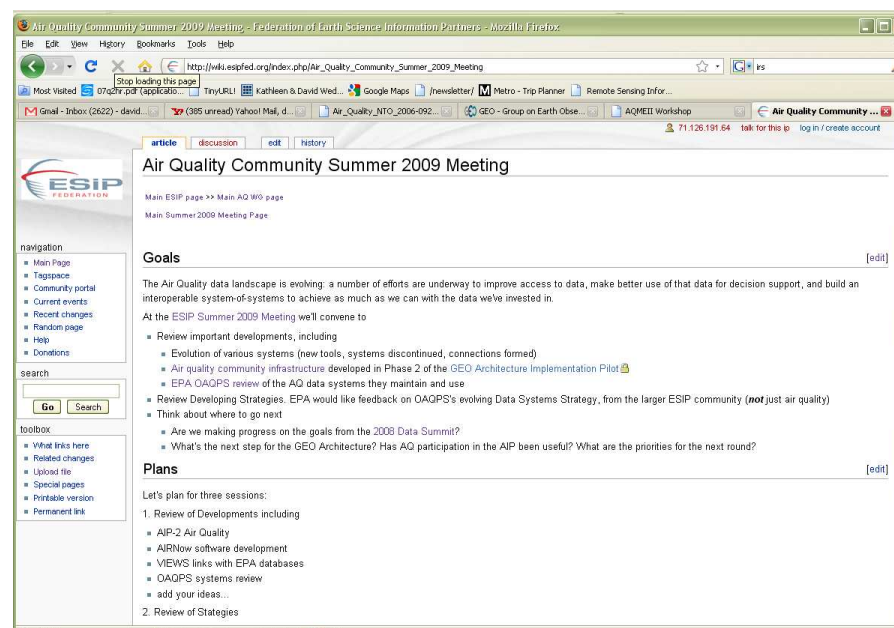 Air Quality Community Summer 2009 Meeting - Federation of Earth Science Information Partners - Mozilla Firefox
File Edit View History Bookmarks Tools Help
http://wiki.esipfed.org/index.php/Air_Quality_Community_Summer_2009_Meeting
irs
Stop loading this page
Most Visited 07q2hr.pdf (applicatio... TinyURL! Kathleen & David Wed... Google Maps /newsletter/ Metro - Trip Planner Remote Sensing Infor...
Gmail - Inbox (2622) - david... (385 unread) Yahoo! Mail, d... Air_Quality_NTO_2006-092... GEO - Group on Earth Obse... AQMEII Workshop Air Quality Community ...
71.126.191.64 talk for this ip log in / create account
article discussion edit history
ESIP
FEDERATION
Air Quality Community Summer 2009 Meeting
Main ESIP page >> Main AQ WG page
Main Summer 2009 Meeting Page
navigation
Main Page
Tagspace
Community portal
Current events
Recent changes
Random page
Help
Donations
search
Go Search
toolbox
What links here
Related changes
Upload file
Special pages
Printable version
Permanent link
Goals [edit]
The Air Quality data landscape is evolving: a number of efforts are underway to improve access to data, make better use of that data for decision support, and build an
interoperable system-of-systems to achieve as much as we can with the data we've invested in.
At the ESIP Summer 2009 Meeting we'll convene to
Review important developments, including
Evolution of various systems (new tools, systems discontinued, connections formed)
Air quality community infrastructure developed in Phase 2 of the GEO Architecture Implementation Pilot
EPA OAQPS review of the AQ data systems they maintain and use
Review Developing Strategies. EPA would like feedback on OAQPS's evolving Data Systems Strategy, from the larger ESIP community (not just air quality)
Think about where to go next
Are we making progress on the goals from the 2008 Data Summit?
What's the next step for the GEO Architecture? Has AQ participation in the AIP been useful? What are the priorities for the next round?
Plans [edit]
Let's plan for three sessions:
1. Review of Developments including
AIP-2 Air Quality
AIRNow software development
VIEWS links with EPA databases
OAQPS systems review
add your ideas...
2. Review of Stategies